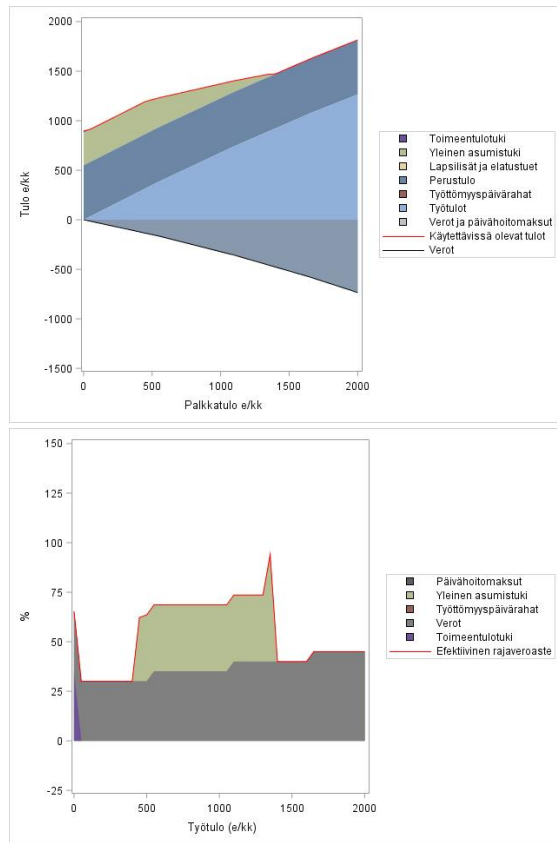 2000
1500
1000
500
0
-500
-1000
-1500
Tulo e/kk
0
500
1000
1500
2000
Palkkatulo e/kk
Toimeentulotuki
Yleinen asumistuki
Lapsilisät ja elatustuet
Perustulo
Työttömyyspäivärahat
Työtulot
Verot ja päivähoitomaksut
Käytettävissä olevat tulot
Verot
150
125
100
75
50
25
0
-25
%
0
500
1000
1500
2000
Työtulo (e/kk)
Päivähoitomaksut
Yleinen asumistuki
Työttömyyspäivärahat
Verot
Toimeentulotuki
Efektiivinen rajaveroaste